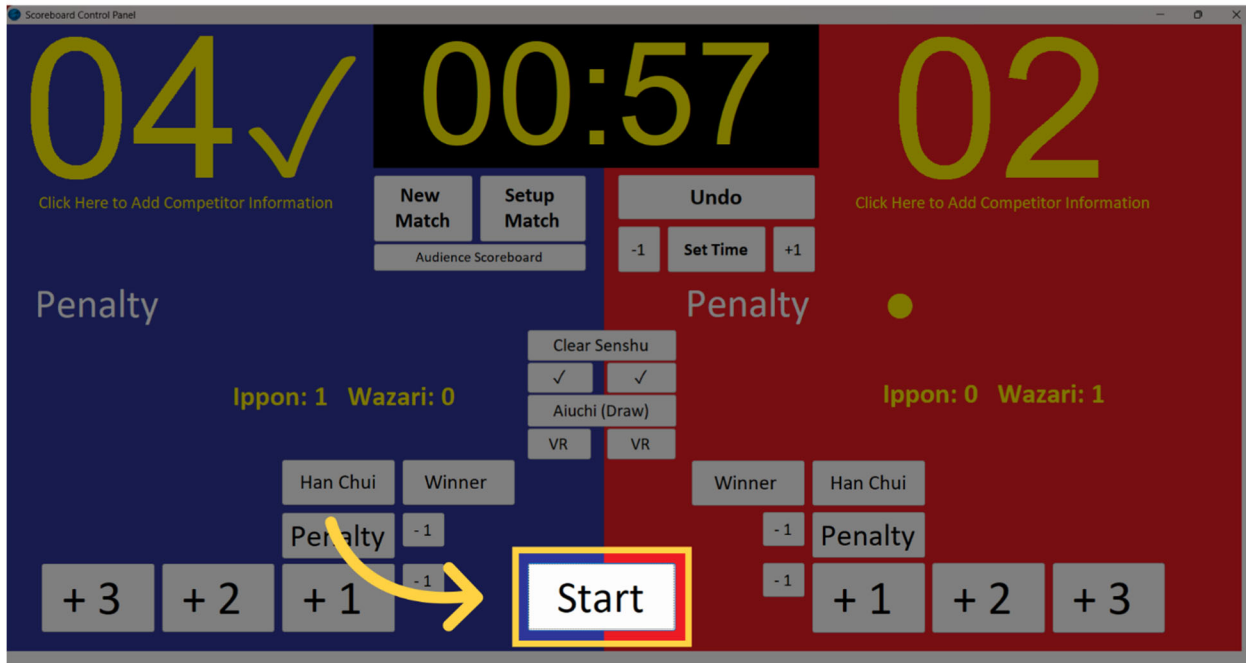 Scoreboard Control Panel
04✓ 00:57 02
Click Here to Add Competitor Information
New Match
Setup Match
Undo
Click Here to Add Competitor Information
Audience Scoreboard
-1
Set Time
+1
Penalty
Penalty
Clear Senshu
✓ ✓
Ippon: 1 Wazari: 0
Aiuchi (Draw)
Ippon: 0 Wazari: 1
VR VR
Han Chui
Winner
Winner
Han Chui
Penalty
- 1
- 1
Penalty
+ 3
+ 2
+ 1
- 1
Start
- 1
+ 1
+ 2
+ 3